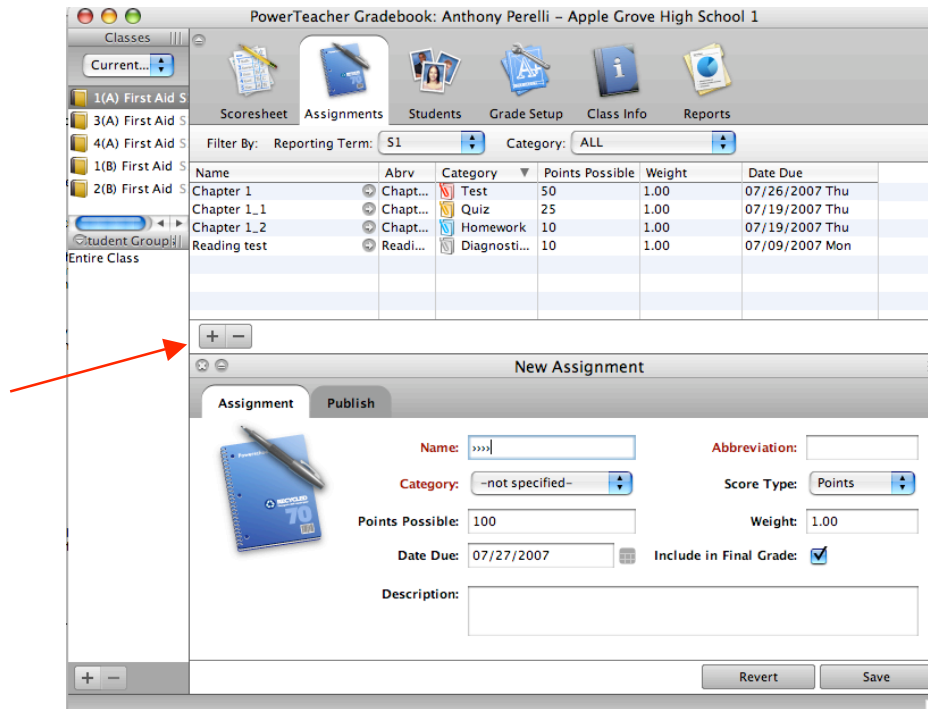 PowerTeacher Gradebook: Anthony Perelli – Apple Grove High School 1
Classes
Current...
1(A) First Aid S
3(A) First Aid S
4(A) First Aid S
1(B) First Aid S
2(B) First Aid S
Student Group
Entire Class
Scoresheet Assignments Students Grade Setup Class Info Reports
Filter By: Reporting Term: S1 Category: ALL
Name Abrv Category Points Possible Weight Date Due
Chapter 1 Chapt... Test 50 1.00 07/26/2007 Thu
Chapter 1_1 Chapt... Quiz 25 1.00 07/19/2007 Thu
Chapter 1_2 Chapt... Homework 10 1.00 07/19/2007 Thu
Reading test Readi... Diagnosti... 10 1.00 07/09/2007 Mon
+ −
New Assignment
Assignment Publish
RECYCLED
70
Name: ›››› Abbreviation:
Category: –not specified– Score Type: Points
Points Possible: 100 Weight: 1.00
Date Due: 07/27/2007 Include in Final Grade:
Description:
+ −
Revert Save